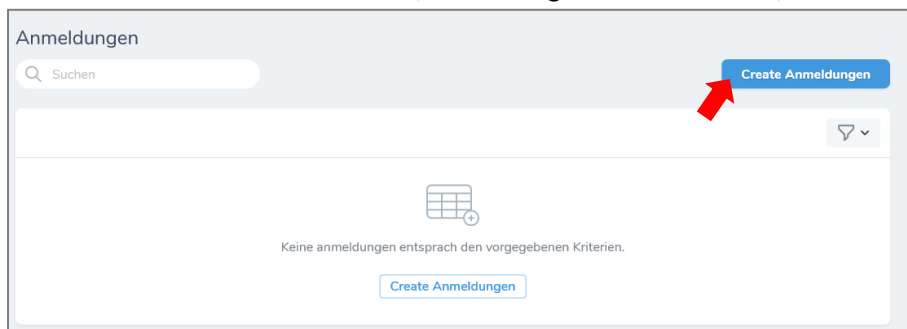 Anmeldungen
Suchen
Create Anmeldungen
Keine anmeldungen entsprach den vorgegebenen Kriterien.
Create Anmeldungen